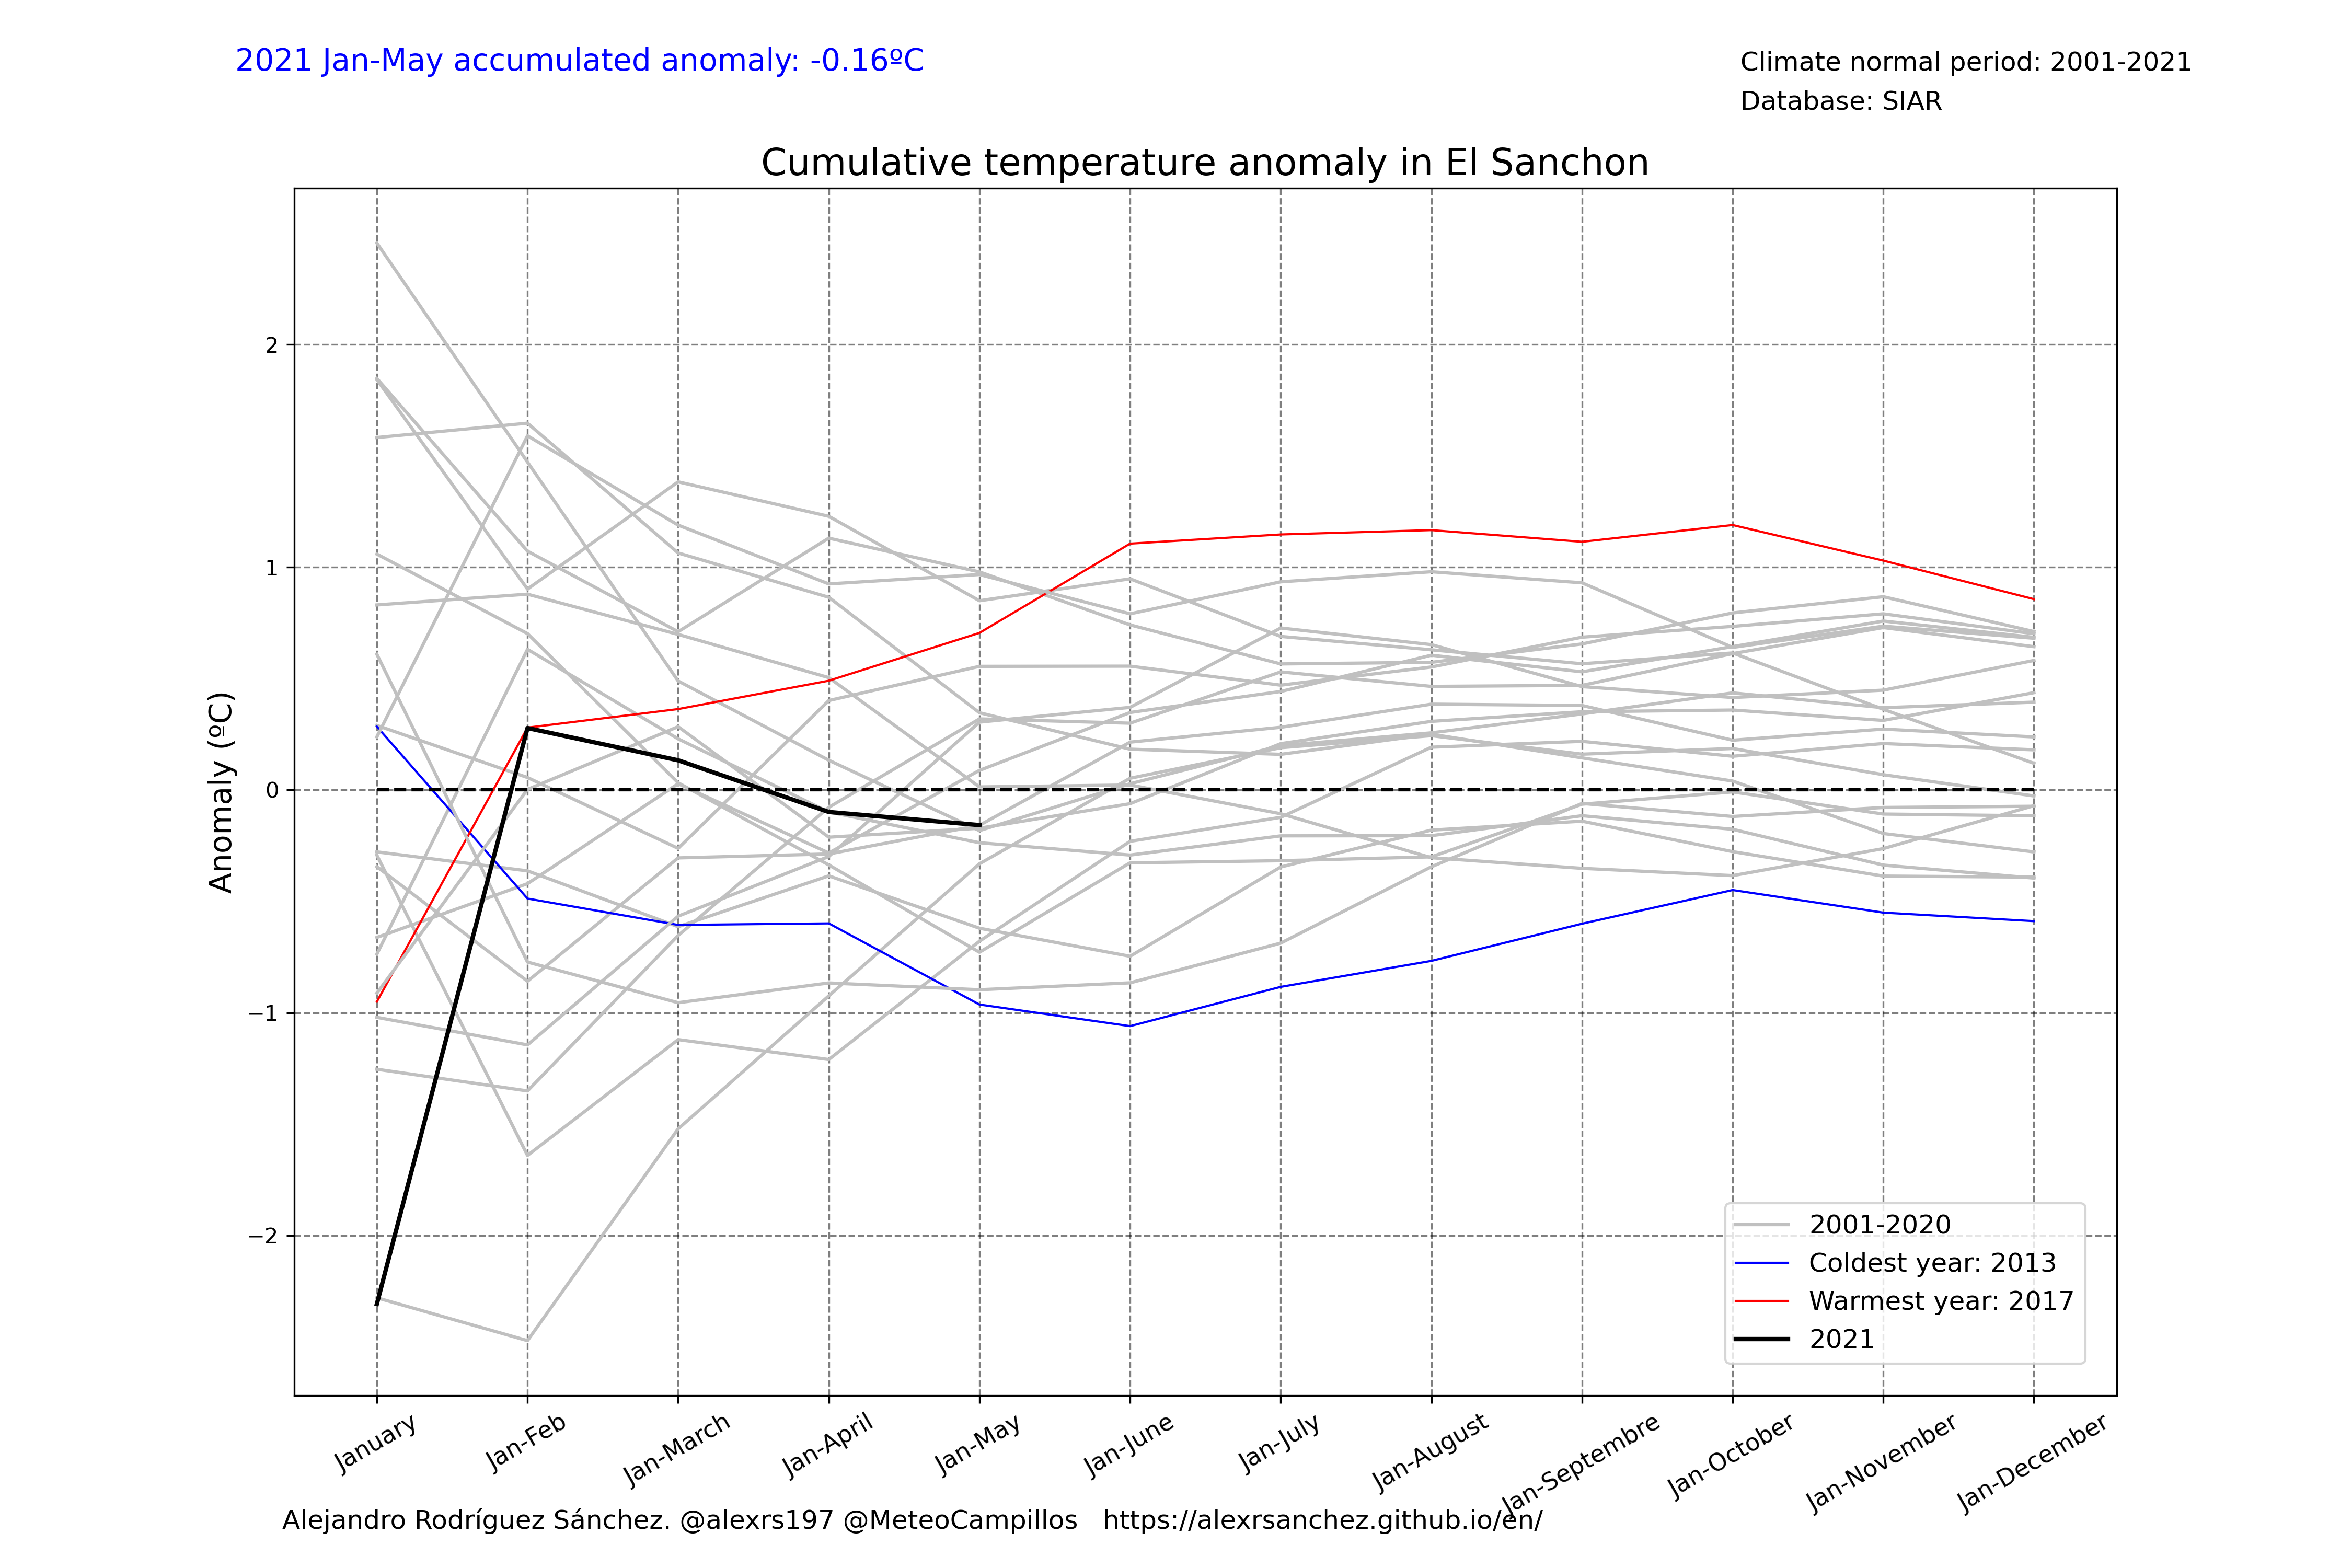 2021 Jan-May accumulated anomaly: -0.16ºC
Climate normal period: 2001-2021
Database: SIAR
Cumulative temperature anomaly in El Sanchon
Anomaly (ºC)
2
1
0
−1
−2
2001-2020
Coldest year: 2013
Warmest year: 2017
2021
January
Jan-Feb
Jan-March
Jan-April
Jan-May
Jan-June
Jan-July
Jan-August
Jan-Septembre
Jan-October
Jan-November
Jan-December
Alejandro Rodríguez Sánchez. @alexrs197 @MeteoCampillos   https://alexrsanchez.github.io/en/